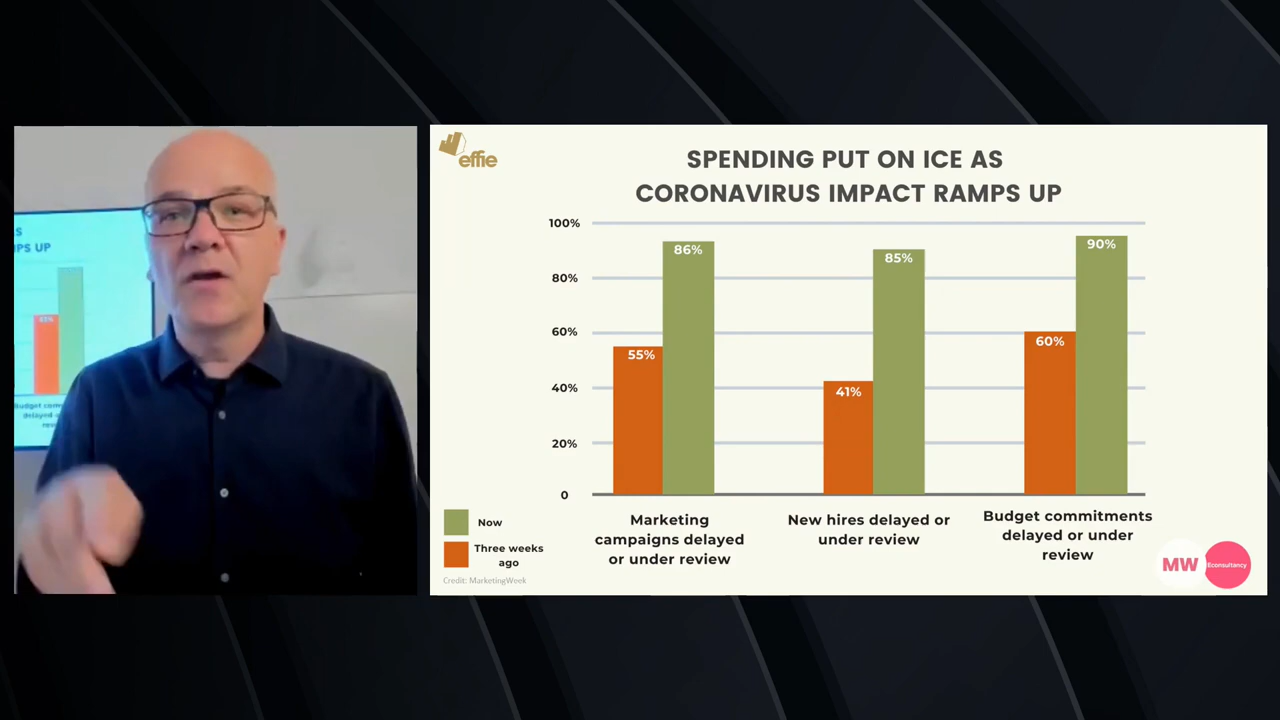 effie
SPENDING PUT ON ICE AS
CORONAVIRUS IMPACT RAMPS UP
100%
80%
60%
40%
20%
0
55%
86%
41%
85%
60%
90%
Marketing
campaigns delayed
or under review
New hires delayed or
under review
Budget commitments
delayed or under
review
Now
Three weeks
ago
Credit: MarketingWeek
MW
Econsultancy